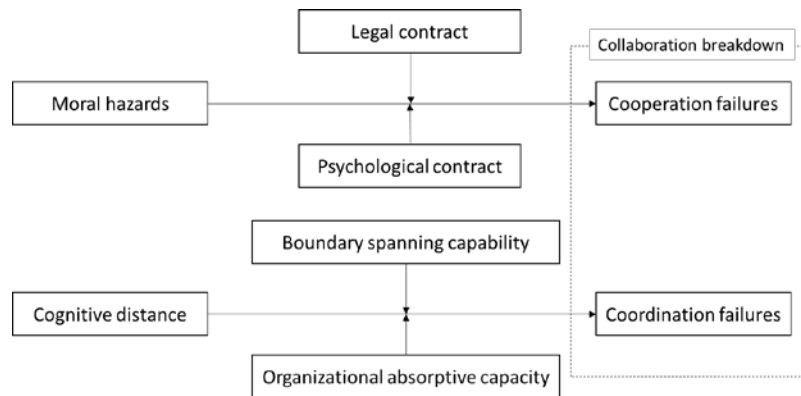 Legal contract
Collaboration breakdown
Moral hazards
Cooperation failures
Psychological contract
Boundary spanning capability
Cognitive distance
Coordination failures
Organizational absorptive capacity